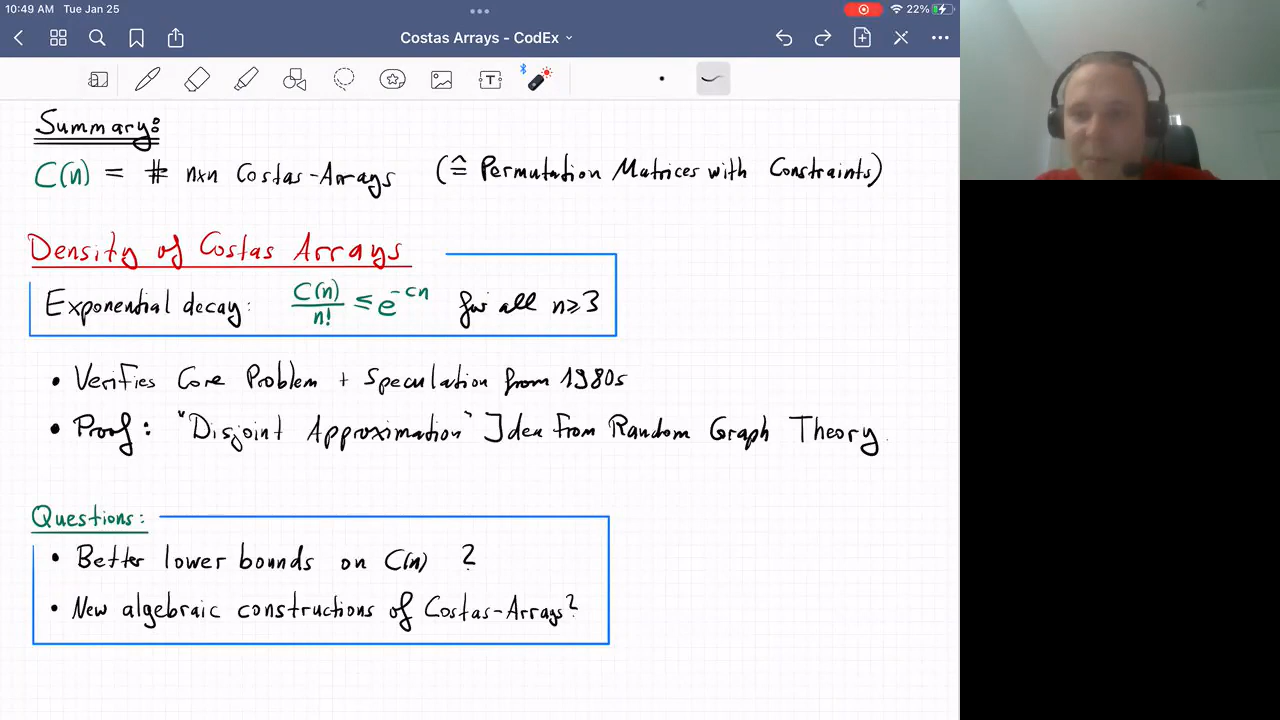 10:49 AM Tue Jan 25
22%
Costas Arrays - CodEx
T
Summary:
C(n) = # nxn Costas-Arrays (≙ Permutation Matrices with Constraints)
Density of Costas Arrays
Exponential decay: C(n)/n! ≤ e^{-cn} for all n≥3
• Verifies Core Problem + Speculation from 1980s
• Proof: "Disjoint Approximation" Idea from Random Graph Theory.
Questions:
• Better lower bounds on C(n) ?
• New algebraic constructions of Costas-Arrays?